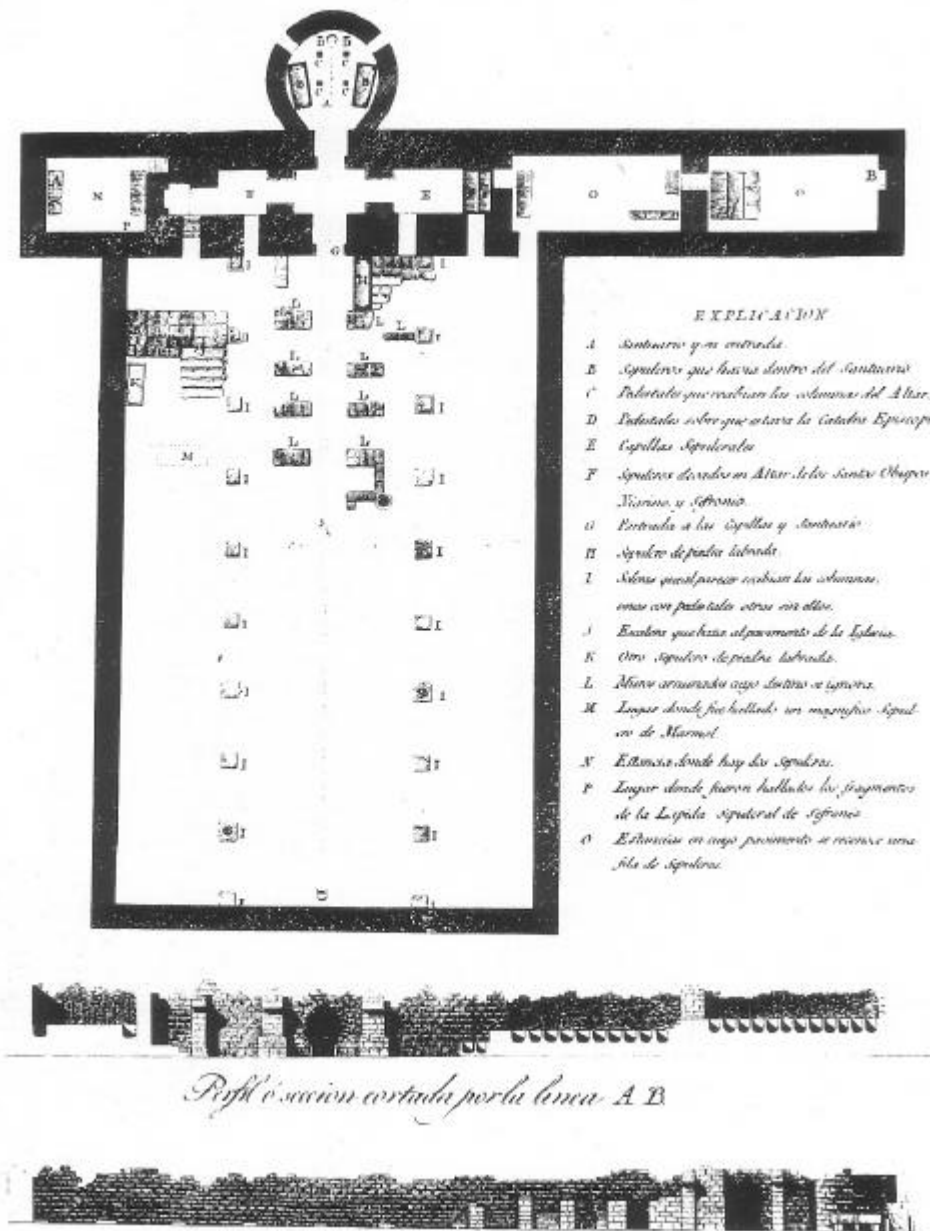 EXPLICACION
A Santuario y su entrada.
B Sepulcros que havia dentro del Santuario
C Pedestales que recibian las columnas del Altar.
D Pedestales sobre que estava la Catedra Episcop
E Capillas Sepulcrales
F Sepulcros elevados en Altar de los Santos Obispos
Nigrino, y Sefronio.
G Entrada a las Capillas y Santuario
H Sepulcro de piedra labrada.
I Soleras que al parecer recibian las columnas,
unas con pedestales otras sin ellos.
J Escalera que baxa al pavimento de la Iglesia.
K Otro Sepulcro de piedra labrada.
L Muros arruinados cuyo destino se ignora.
M Lugar donde fue hallado un magnifico Sepul-
cro de Marmol.
N Estancia donde hay dos Sepulcros.
P Lugar donde fueron hallados los fragmentos
de la Lapida Sepulcral de Sefronio.
O Estancias en cuyo pavimento se reconoce una
fila de Sepulcros.
Perfil ó seccion cortada por la linea A B.